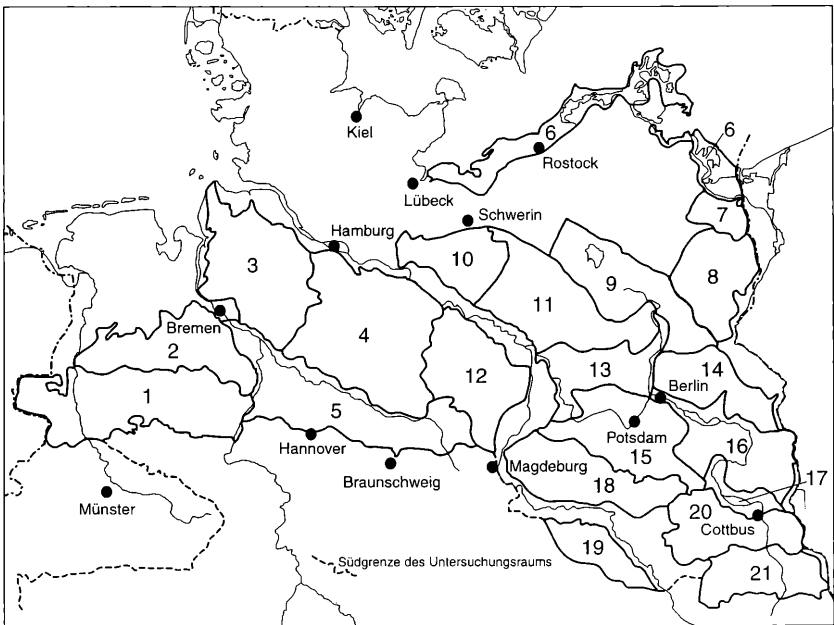 Kiel
6
6
Rostock
Lübeck
7
Schwerin
Hamburg
3
10
9
8
11
Bremen
4
2
13
14
12
Berlin
1
5
Potsdam
16
Hannover
15
Magdeburg
17
Braunschweig
18
Münster
20
Cottbus
19
Südgrenze des Untersuchungsraums
21